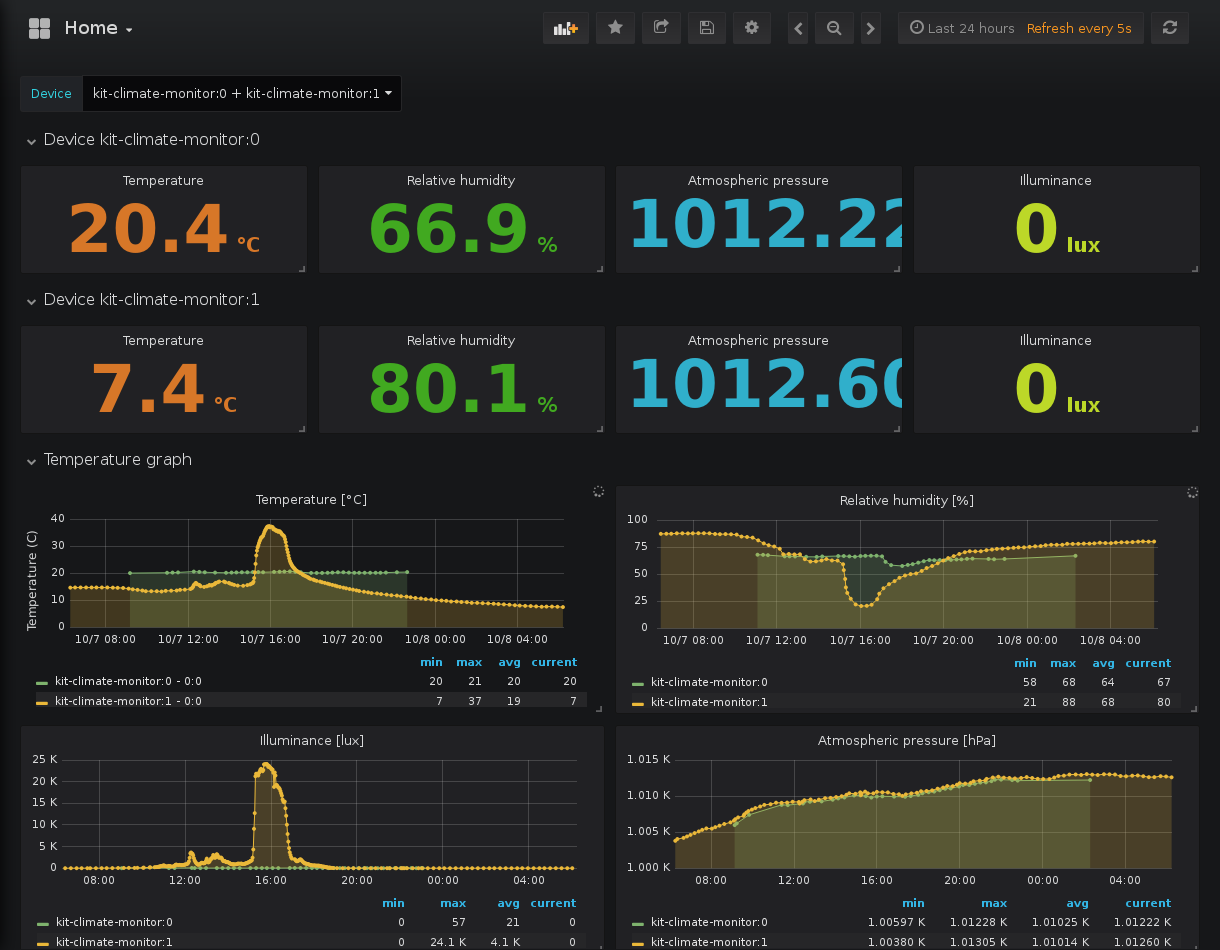 Home
Last 24 hours Refresh every 5s
Device kit-climate-monitor:0 + kit-climate-monitor:1
Device kit-climate-monitor:0
Temperature Relative humidity Atmospheric pressure Illuminance
20.4 °C 66.9 % 1012.22 0 lux
Device kit-climate-monitor:1
Temperature Relative humidity Atmospheric pressure Illuminance
7.4 °C 80.1 % 1012.60 0 lux
Temperature graph
Temperature [°C]
Temperature (C)
40
30
20
10
0
10/7 08:00 10/7 12:00 10/7 16:00 10/7 20:00 10/8 00:00 10/8 04:00
min max avg current
kit-climate-monitor:0 - 0:0 20 21 20 20
kit-climate-monitor:1 - 0:0 7 37 19 7
Relative humidity [%]
100
75
50
25
0
10/7 08:00 10/7 12:00 10/7 16:00 10/7 20:00 10/8 00:00 10/8 04:00
min max avg current
kit-climate-monitor:0 58 68 64 67
kit-climate-monitor:1 21 88 68 80
Illuminance [lux]
25 K
20 K
15 K
10 K
5 K
0
08:00 12:00 16:00 20:00 00:00 04:00
min max avg current
kit-climate-monitor:0 0 57 21 0
kit-climate-monitor:1 0 24.1 K 4.1 K 0
Atmospheric pressure [hPa]
1.015 K
1.010 K
1.005 K
1.000 K
08:00 12:00 16:00 20:00 00:00 04:00
min max avg current
kit-climate-monitor:0 1.00597 K 1.01228 K 1.01025 K 1.01222 K
kit-climate-monitor:1 1.00380 K 1.01305 K 1.01014 K 1.01260 K